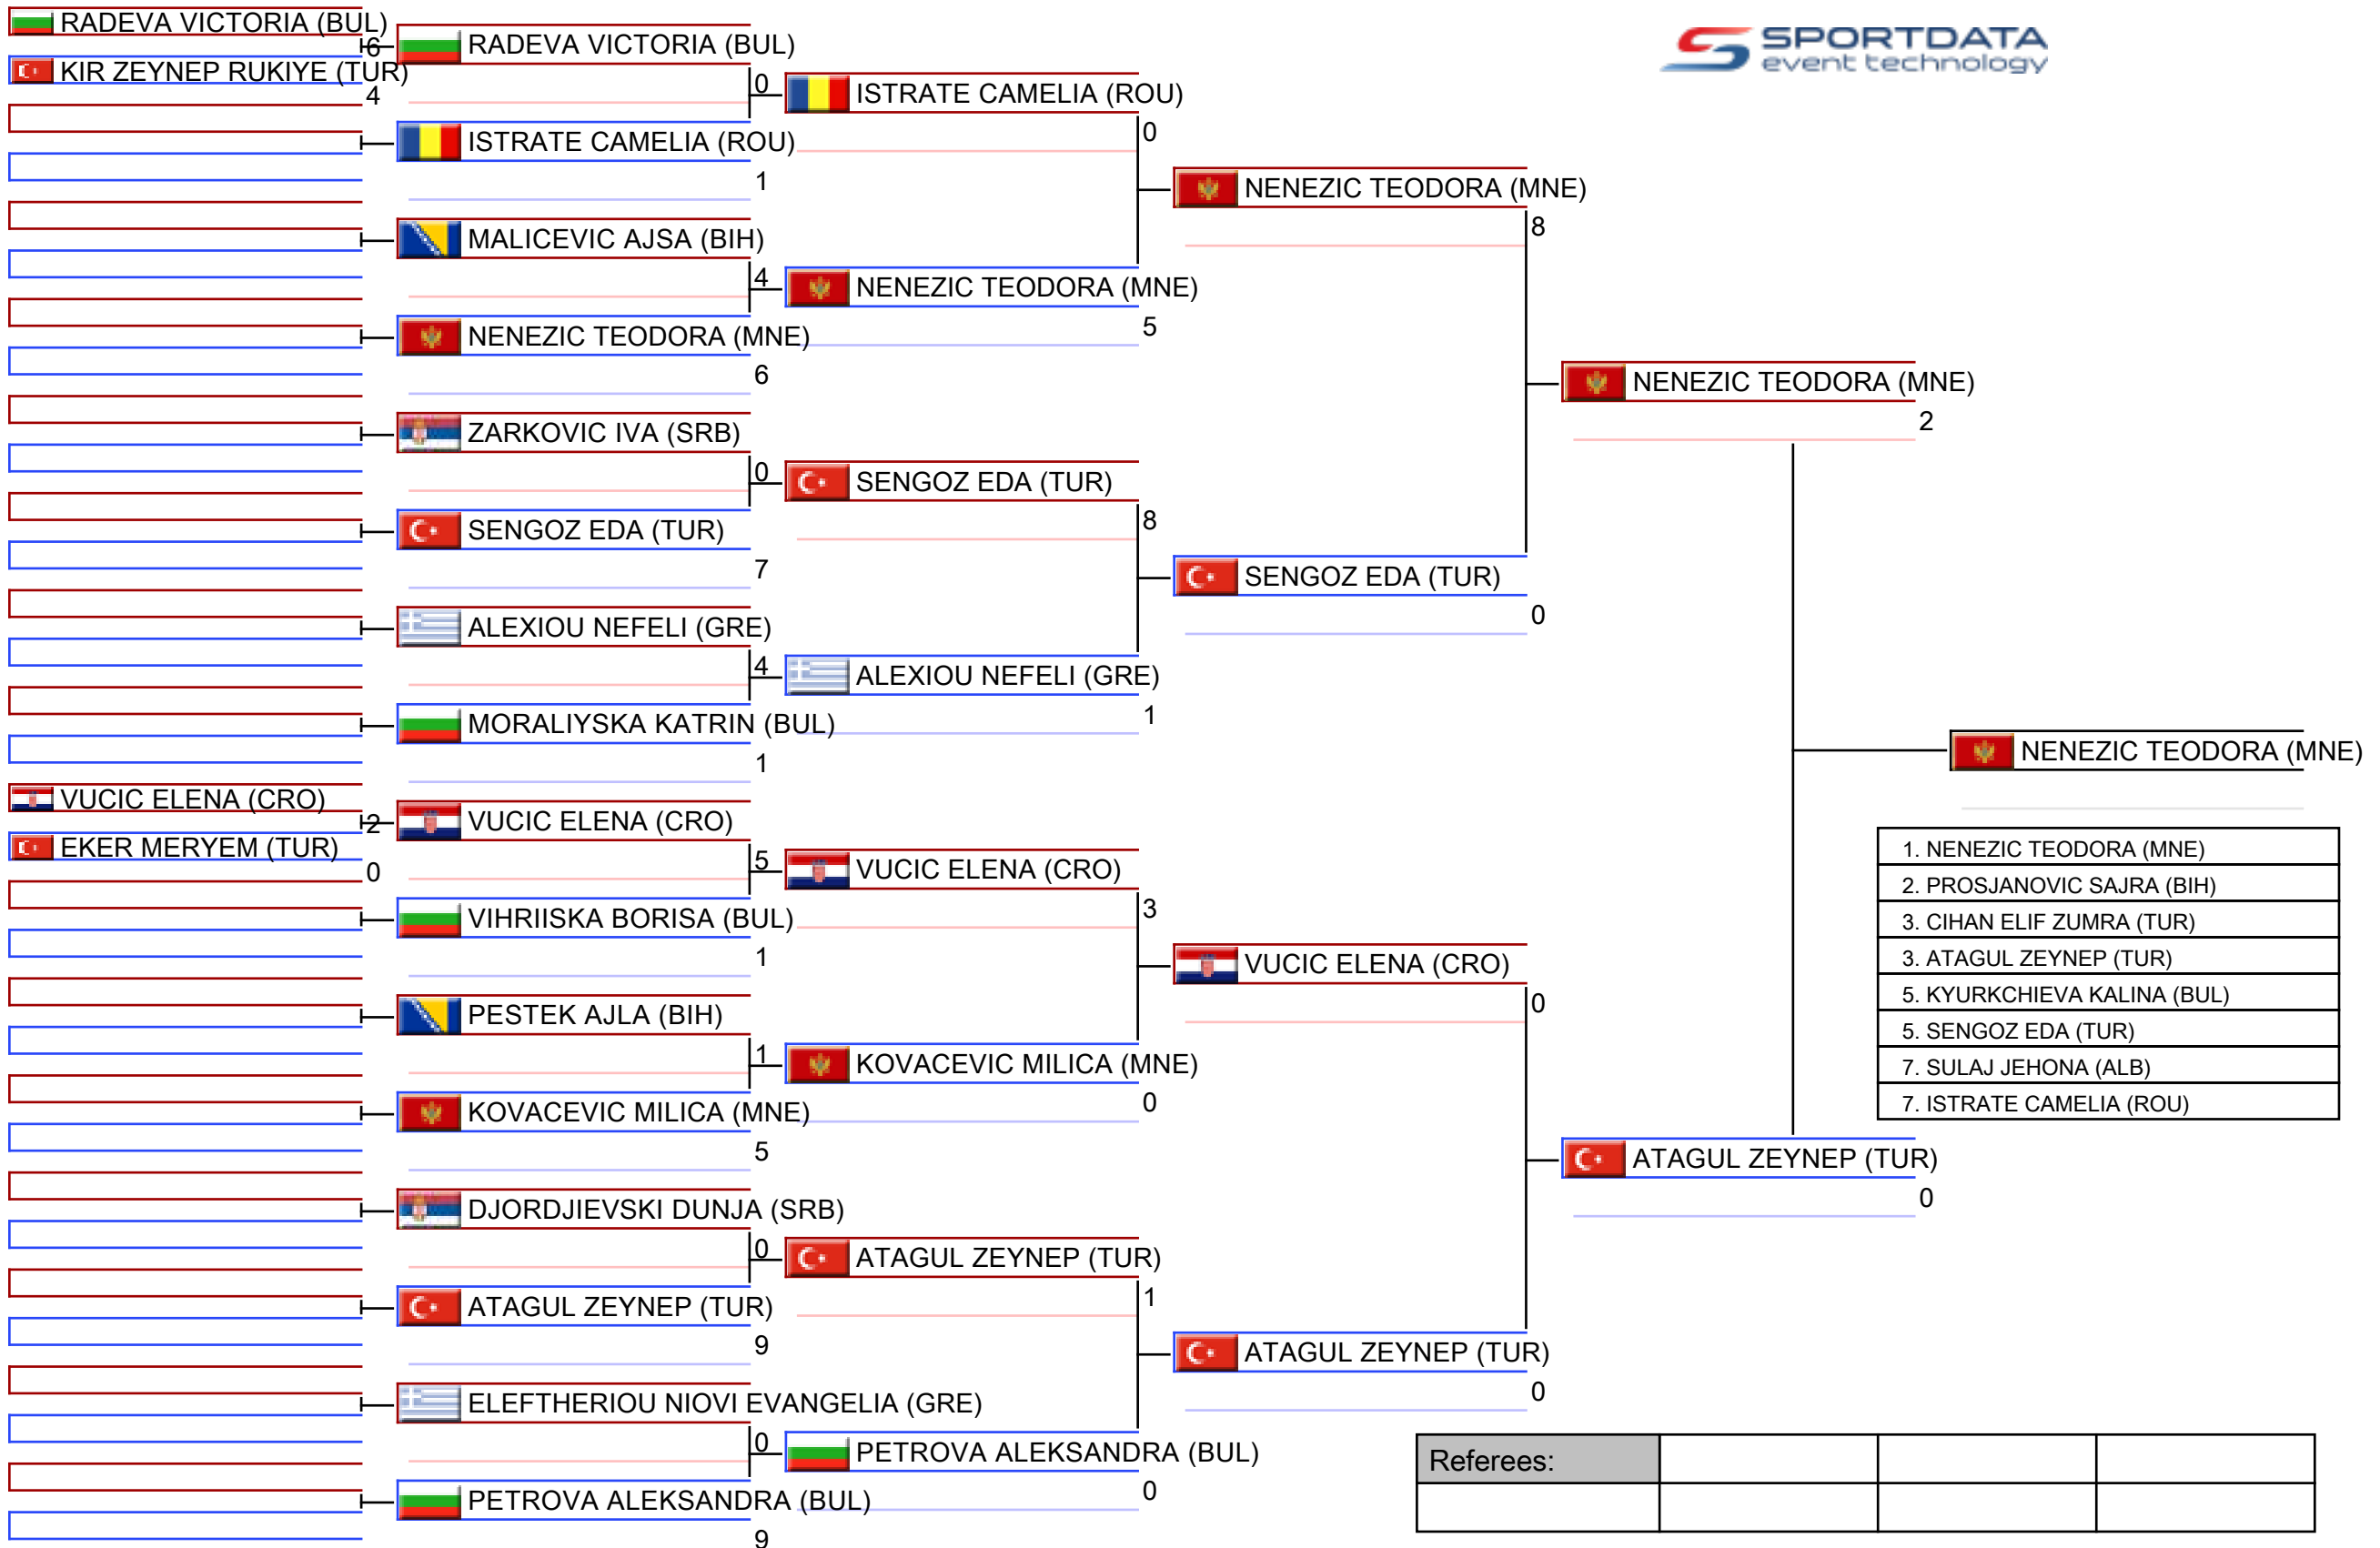 RADEVA VICTORIA (BUL)
6
KIR ZEYNEP RUKIYE (TUR)
4
VUCIC ELENA (CRO)
2
EKER MERYEM (TUR)
0
RADEVA VICTORIA (BUL)
0
ISTRATE CAMELIA (ROU)
1
MALICEVIC AJSA (BIH)
4
NENEZIC TEODORA (MNE)
6
ZARKOVIC IVA (SRB)
0
SENGOZ EDA (TUR)
7
ALEXIOU NEFELI (GRE)
4
MORALIYSKA KATRIN (BUL)
1
VUCIC ELENA (CRO)
5
VIHRIISKA BORISA (BUL)
1
PESTEK AJLA (BIH)
1
KOVACEVIC MILICA (MNE)
5
DJORDJIEVSKI DUNJA (SRB)
0
ATAGUL ZEYNEP (TUR)
9
ELEFTHERIOU NIOVI EVANGELIA (GRE)
0
PETROVA ALEKSANDRA (BUL)
9
ISTRATE CAMELIA (ROU)
0
NENEZIC TEODORA (MNE)
5
SENGOZ EDA (TUR)
8
ALEXIOU NEFELI (GRE)
1
VUCIC ELENA (CRO)
3
KOVACEVIC MILICA (MNE)
0
ATAGUL ZEYNEP (TUR)
1
PETROVA ALEKSANDRA (BUL)
0
NENEZIC TEODORA (MNE)
8
SENGOZ EDA (TUR)
0
VUCIC ELENA (CRO)
0
ATAGUL ZEYNEP (TUR)
0
NENEZIC TEODORA (MNE)
2
ATAGUL ZEYNEP (TUR)
0
SPORTDATA
event technology
NENEZIC TEODORA (MNE)
1. NENEZIC TEODORA (MNE)
2. PROSJANOVIC SAJRA (BIH)
3. CIHAN ELIF ZUMRA (TUR)
3. ATAGUL ZEYNEP (TUR)
5. KYURKCHIEVA KALINA (BUL)
5. SENGOZ EDA (TUR)
7. SULAJ JEHONA (ALB)
7. ISTRATE CAMELIA (ROU)
Referees: